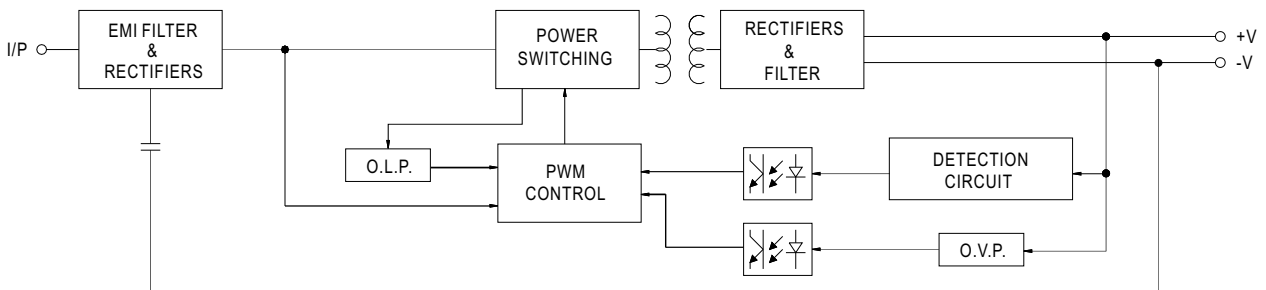 I/P
EMI FILTER
&
RECTIFIERS
POWER
SWITCHING
RECTIFIERS
&
FILTER
+V
-V
O.L.P.
PWM
CONTROL
DETECTION
CIRCUIT
O.V.P.